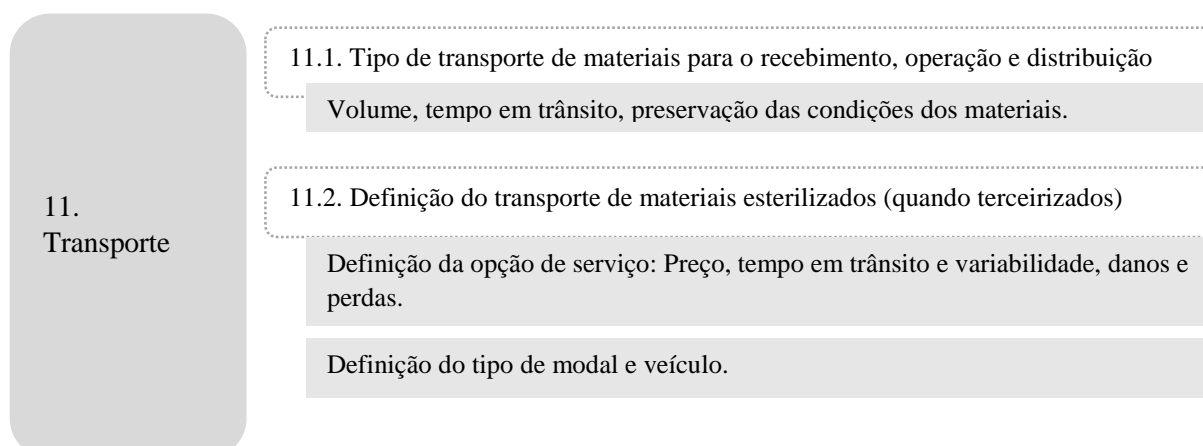 11.
Transporte
11.1. Tipo de transporte de materiais para o recebimento, operação e distribuição
Volume, tempo em trânsito, preservação das condições dos materiais.
11.2. Definição do transporte de materiais esterilizados (quando terceirizados)
Definição da opção de serviço: Preço, tempo em trânsito e variabilidade, danos e
perdas.
Definição do tipo de modal e veículo.